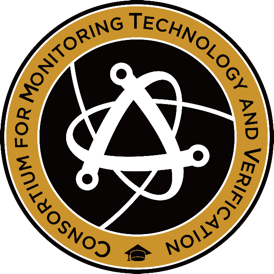 CONSORTIUM FOR MONITORING TECHNOLOGY AND VERIFICATION